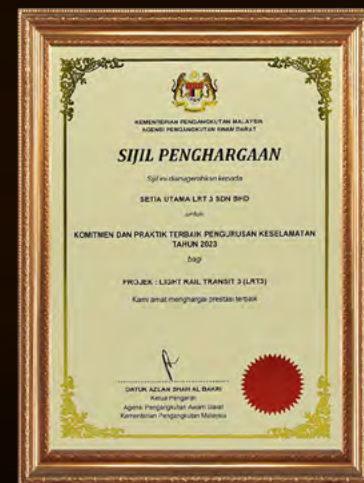 KEMENTERIAN PENGANGKUTAN MALAYSIA
AGENSI PENGANGKUTAN AWAM DARAT
SIJIL PENGHARGAAN
Sijil ini dianugerahkan kepada
SETIA UTAMA LRT 3 SDN BHD
untuk
KOMITMEN DAN PRAKTIK TERBAIK PENGURUSAN KESELAMATAN
TAHUN 2023
bagi
PROJEK : LIGHT RAIL TRANSIT 3 (LRT3)
Kami amat menghargai prestasi terbaik
DATUK AZLAN SHAH AL BAKRI
Ketua Pengarah
Agensi Pengangkutan Awam Darat
Kementerian Pengangkutan Malaysia